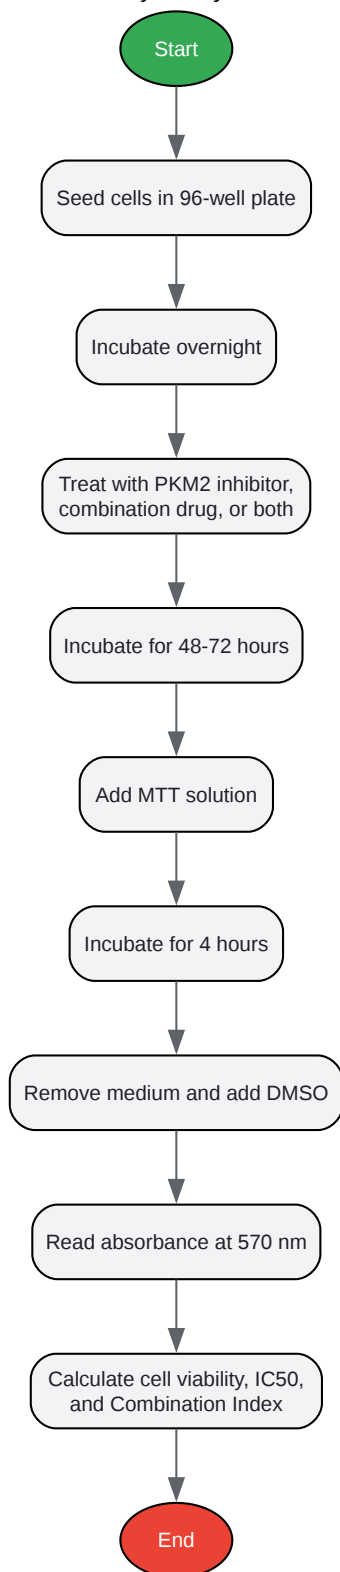 Start
Seed cells in 96-well plate
Incubate overnight
Treat with PKM2 inhibitor,
combination drug, or both
Incubate for 48-72 hours
Add MTT solution
Incubate for 4 hours
Remove medium and add DMSO
Read absorbance at 570 nm
Calculate cell viability, IC50,
and Combination Index
End